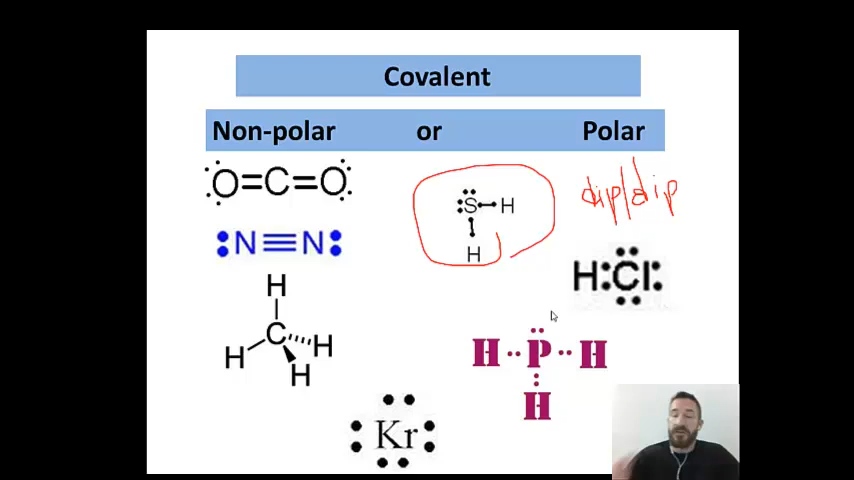 Covalent
Non-polar or Polar
O=C=O
S H
H
dip/dip
N≡N
H:Cl:
H
C
H H
H
H P H
H
Kr